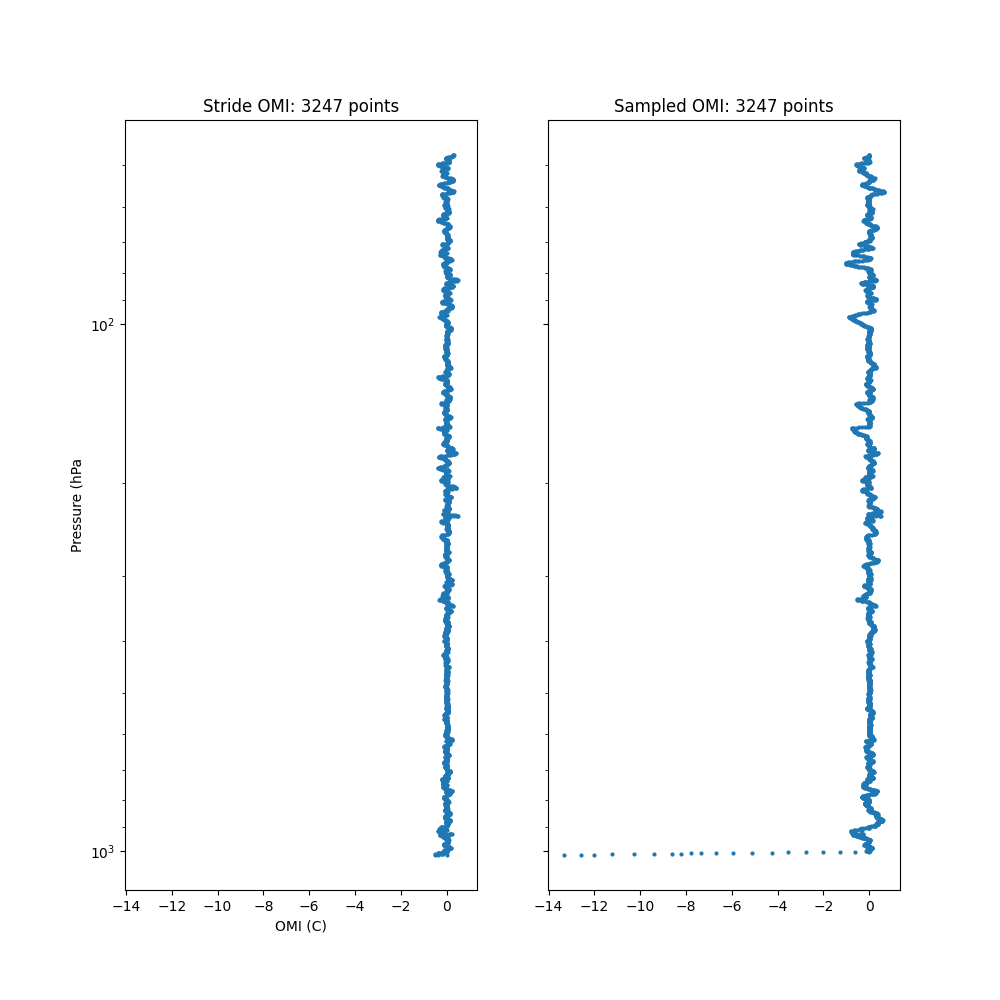 Stride OMI: 3247 points
Sampled OMI: 3247 points
Pressure (hPa
10²
10³
−14 −12 −10 −8 −6 −4 −2 0
−14 −12 −10 −8 −6 −4 −2 0
OMI (C)